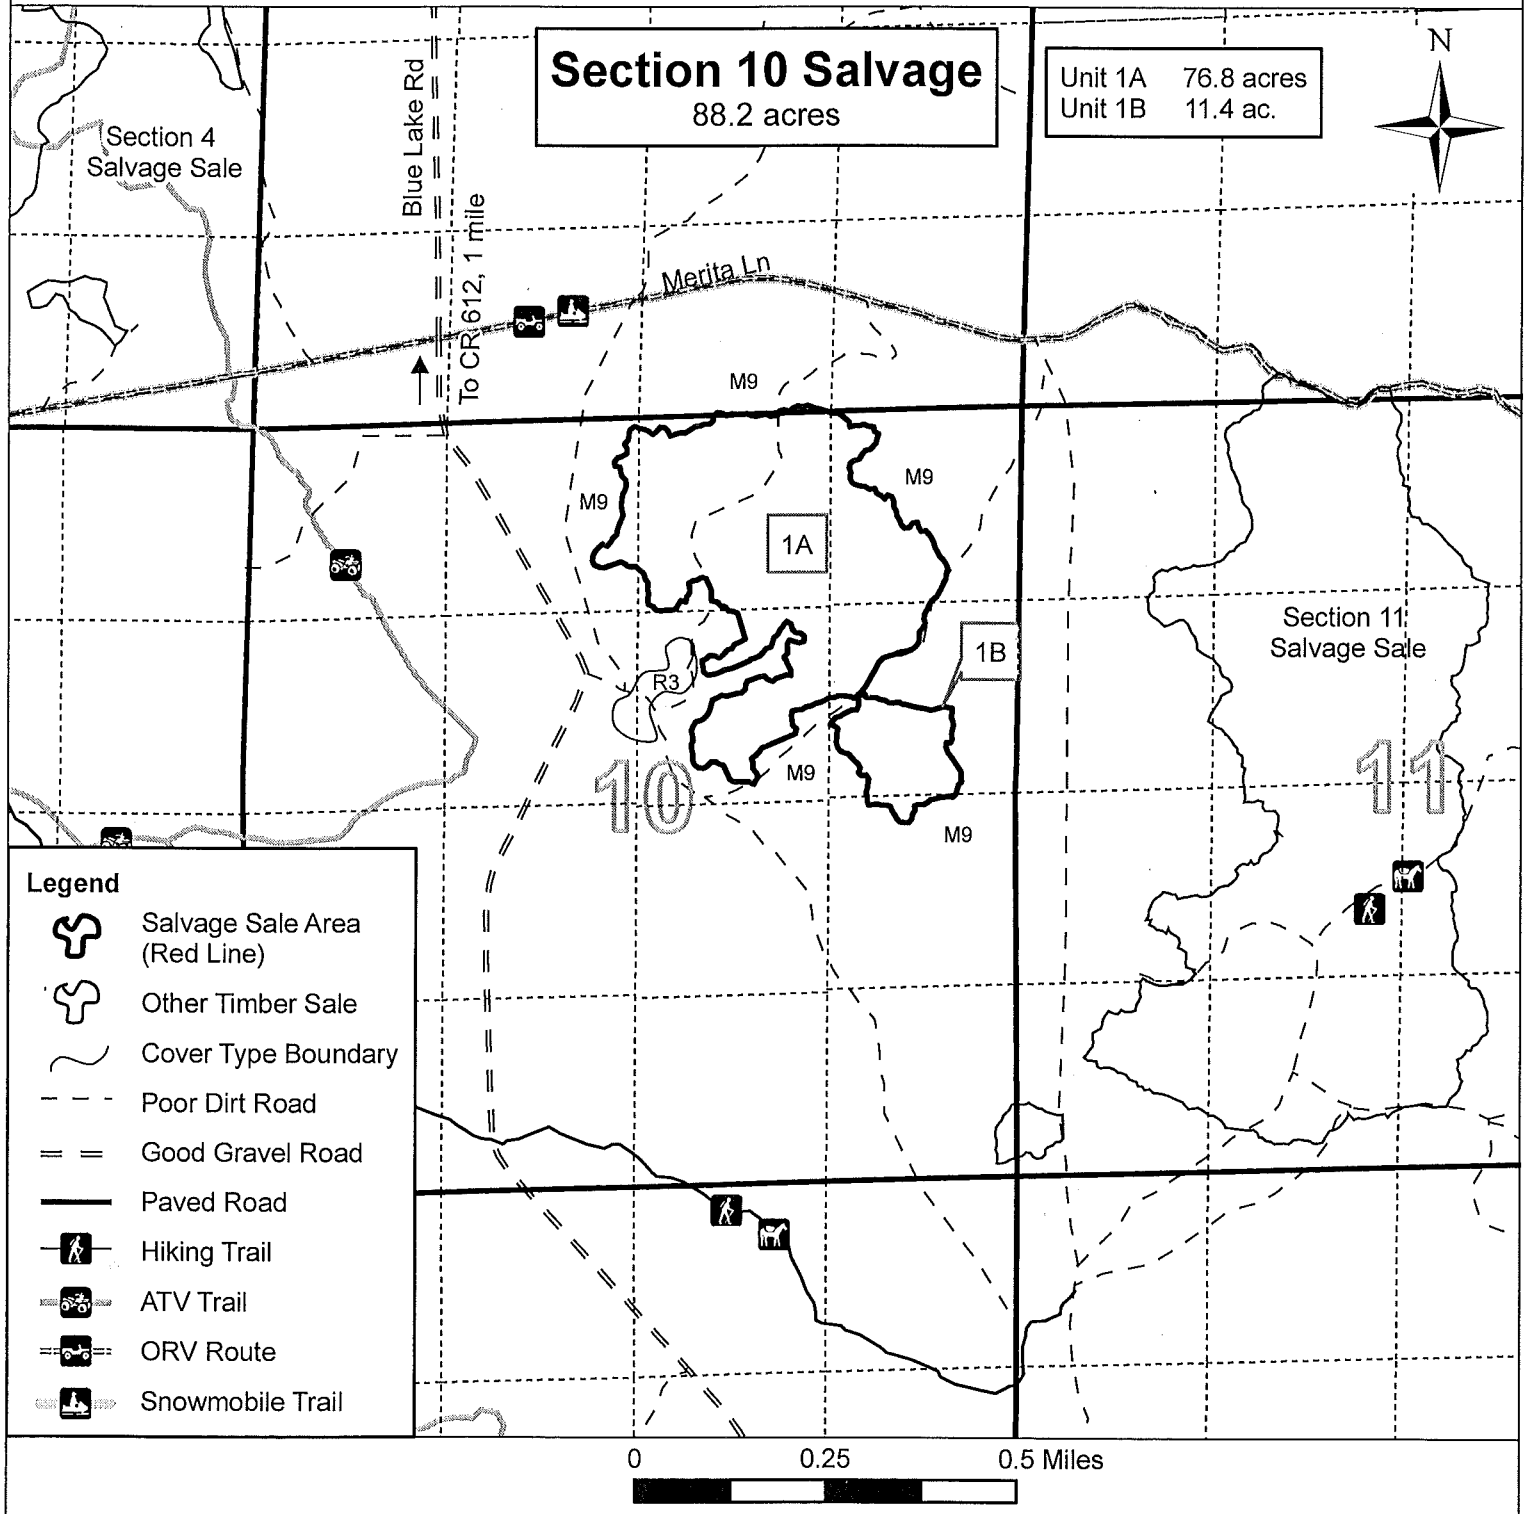 Section 10 Salvage
88.2 acres
Unit 1A 76.8 acres
Unit 1B 11.4 ac.
N
Section 4
Salvage Sale
Blue Lake Rd
To CR 612, 1 mile
Merita Ln
M9
M9
M9
1A
1B
R3
M9
M9
10
Section 11
Salvage Sale
11
Legend
Salvage Sale Area
(Red Line)
Other Timber Sale
Cover Type Boundary
Poor Dirt Road
Good Gravel Road
Paved Road
Hiking Trail
ATV Trail
ORV Route
Snowmobile Trail
0 0.25 0.5 Miles